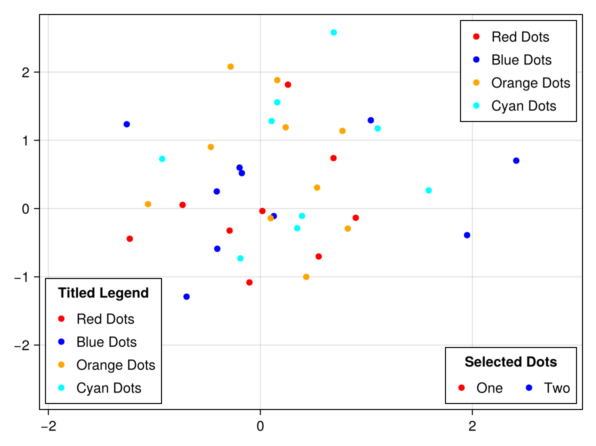 Red Dots
Blue Dots
Orange Dots
Cyan Dots
2
1
0
−1
−2
Titled Legend
Red Dots
Blue Dots
Orange Dots
Cyan Dots
Selected Dots
One Two
−2 0 2